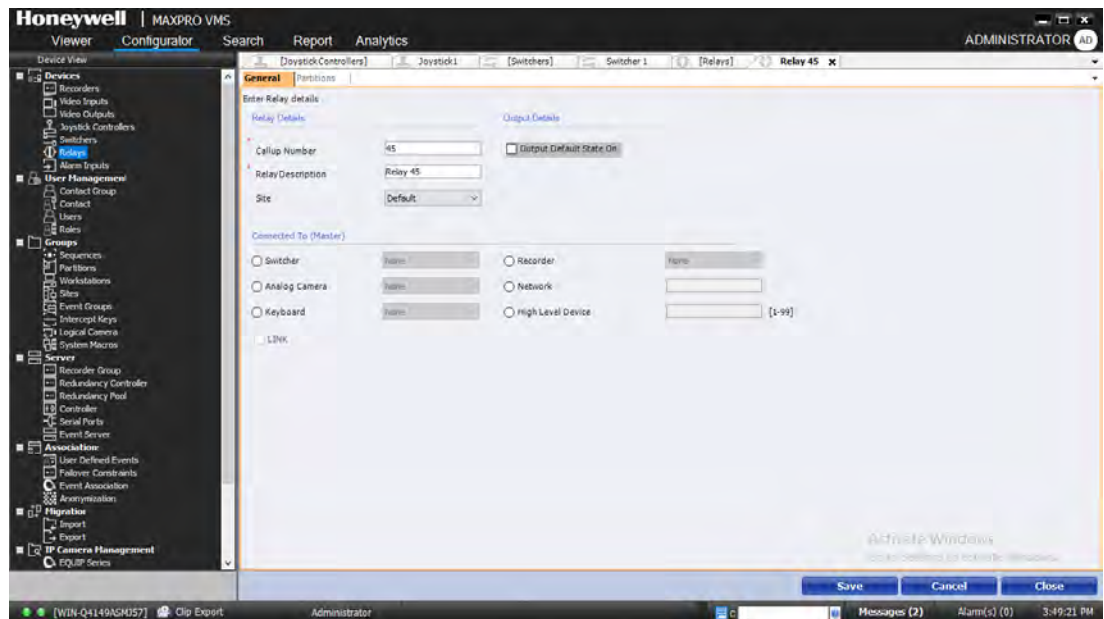 Honeywell | MAXPRO VMS
Viewer Configurator Search Report Analytics ADMINISTRATOR AD
Device View
[JoystickControllers] Joystick1 [Switchers] Switcher 1 [Relays] Relay 45 x
Devices
Recorders
Video Inputs
Video Outputs
Joystick Controllers
Switchers
Relays
Alarm Inputs
User Management
Contact Group
Contact
Users
Roles
Groups
Sequences
Partitions
Workstations
Sites
Event Groups
Intercept Keys
Logical Camera
System Macros
Server
Recorder Group
Redundancy Controller
Redundancy Pool
Controller
Serial Ports
Event Server
Association
User Defined Events
Failover Constraints
Event Association
Anonymization
Migration
Import
Export
IP Camera Management
EQUIP Series
General Partitions
Enter Relay details
Relay Details Output Details
* Callup Number 45 Output Default State On
* Relay Description Relay 45
Site Default
Connected To (Master)
Switcher None Recorder None
Analog Camera None Network
Keyboard None High Level Device [1-99]
LINK
Activate Windows
Save Cancel Close
[WIN-Q4149ASMJ57] Clip Export Administrator C Messages (2) Alarm(s) (0) 3:49:21 PM